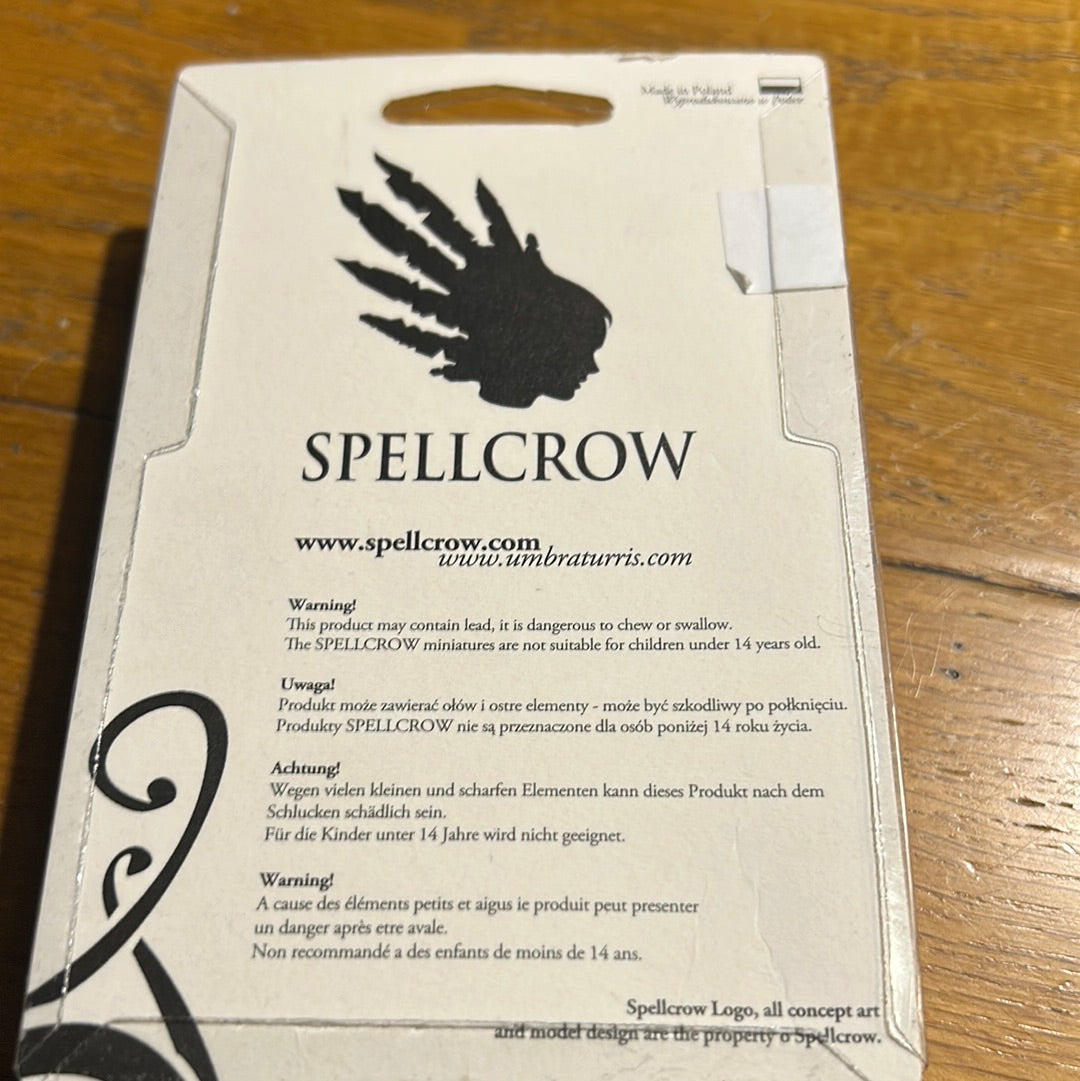 Made in Poland
Wyprodukowano w Polsce
SPELLCROW
www.spellcrow.com
www.umbraturris.com
Warning!
This product may contain lead, it is dangerous to chew or swallow.
The SPELLCROW miniatures are not suitable for children under 14 years old.
Uwaga!
Produkt może zawierać ołów i ostre elementy - może być szkodliwy po połknięciu.
Produkty SPELLCROW nie są przeznaczone dla osób poniżej 14 roku życia.
Achtung!
Wegen vielen kleinen und scharfen Elementen kann dieses Produkt nach dem
Schlucken schädlich sein.
Für die Kinder unter 14 Jahre wird nicht geeignet.
Warning!
A cause des éléments petits et aigus ie produit peut presenter
un danger après etre avale.
Non recommandé a des enfants de moins de 14 ans.
Spellcrow Logo, all concept art
and model design are the property o Spellcrow.